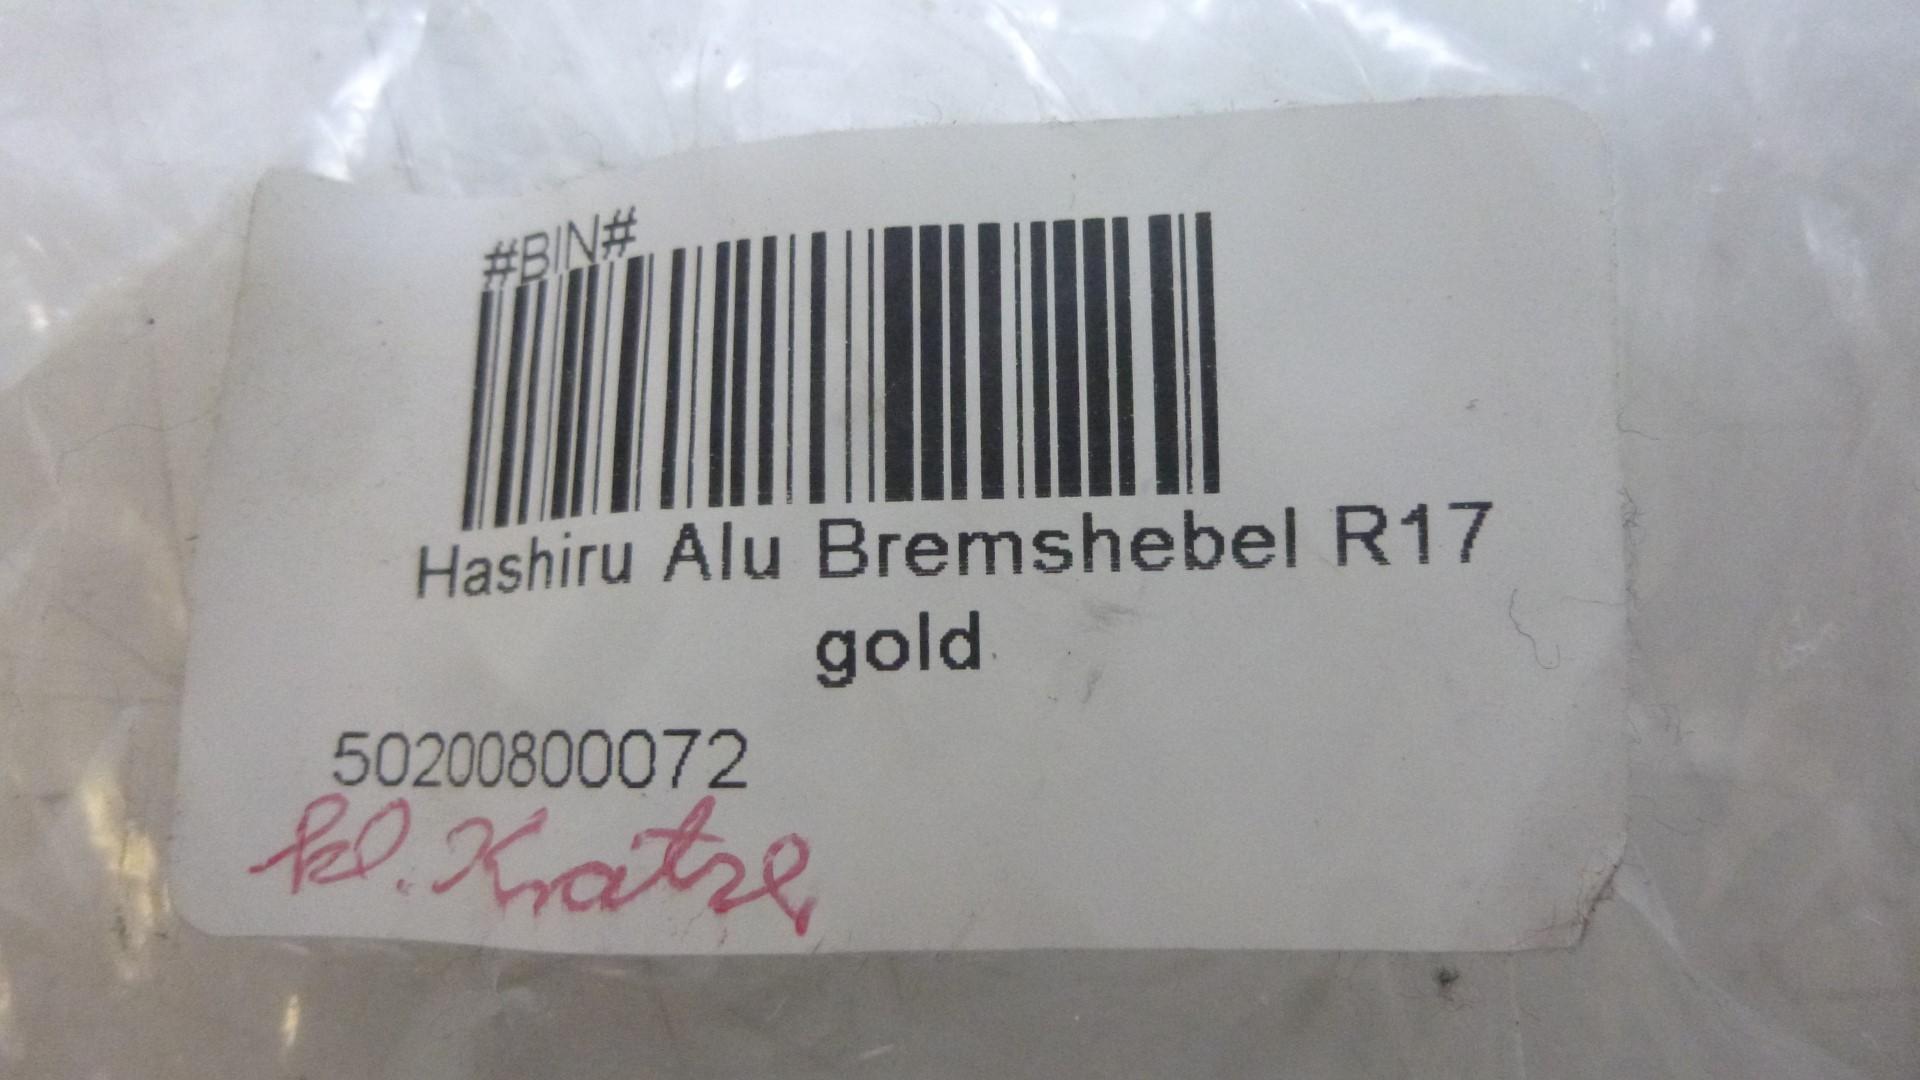 #BIN#
Hashiru Alu Bremshebel R17
gold
50200800072
kl. Kratze,